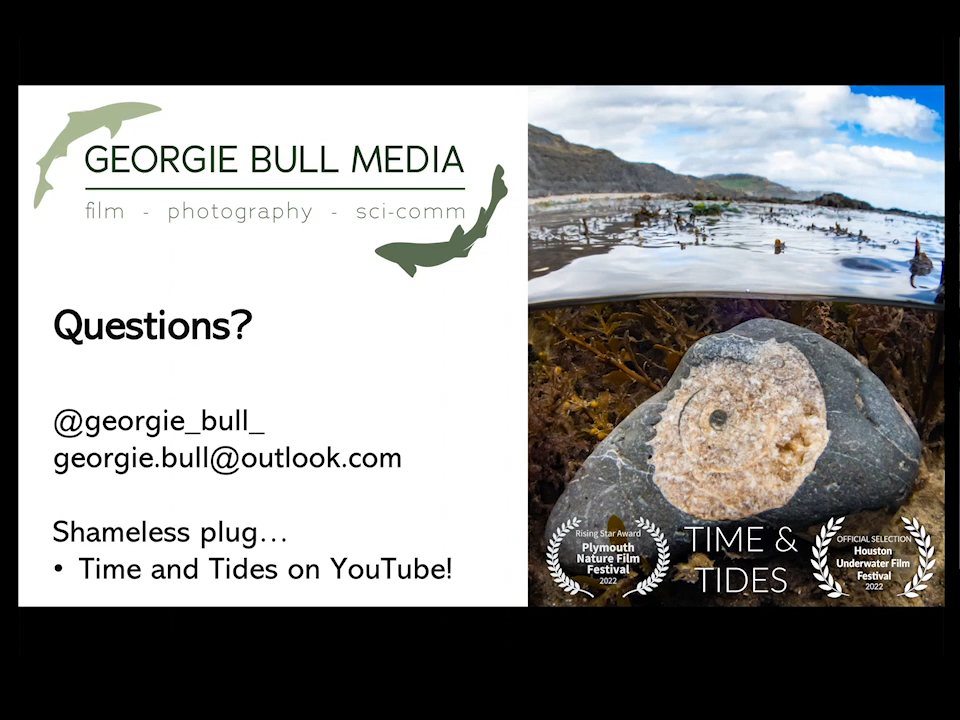 GEORGIE BULL MEDIA
film - photography - sci-comm
Questions?
@georgie_bull_
georgie.bull@outlook.com
Shameless plug...
• Time and Tides on YouTube!
Rising Star Award
Plymouth
Nature Film
Festival
2022
TIME &
TIDES
OFFICIAL SELECTION
Houston
Underwater Film
Festival
2022